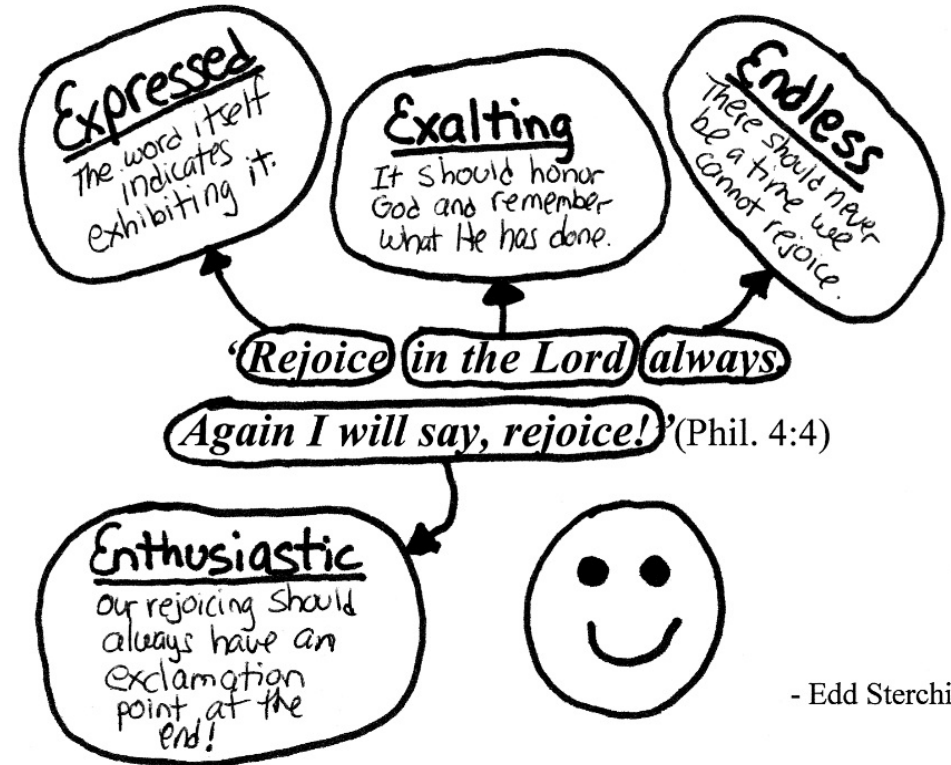 Expressed
The word itself
indicates
exhibiting it.
Exalting
It should honor
God and remember
what He has done.
Endless
There should never
be a time we
cannot rejoice.
“Rejoice in the Lord always.
Again I will say, rejoice!” (Phil. 4:4)
Enthusiastic
Our rejoicing should
always have an
exclamation
point at the
end!
- Edd Sterchi